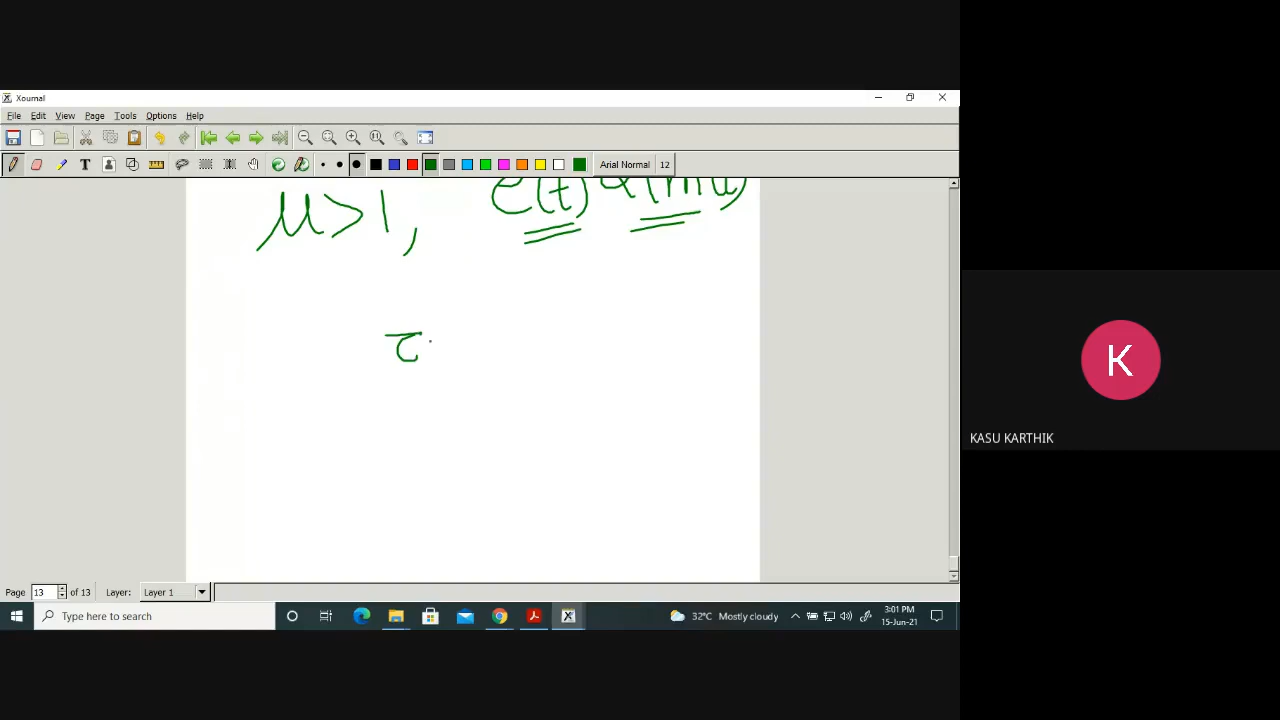 Xournal
File Edit View Page Tools Options Help
Arial Normal 12
μ>1, e(t)
τ
K
KASU KARTHIK
Page 13 of 13 Layer: Layer 1
Type here to search
32°C Mostly cloudy
3:01 PM
15-Jun-21